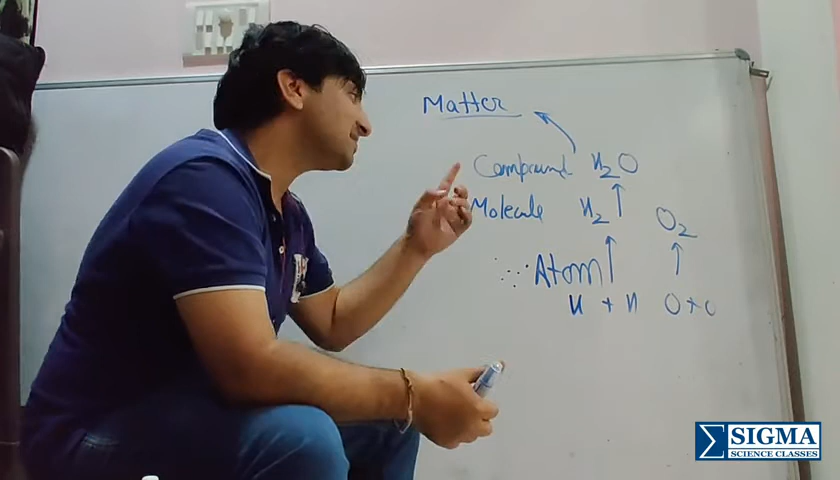 Matter
Compound H2O
Molecule H2 O2
Atom
H + H O + O
SIGMA
SCIENCE CLASSES